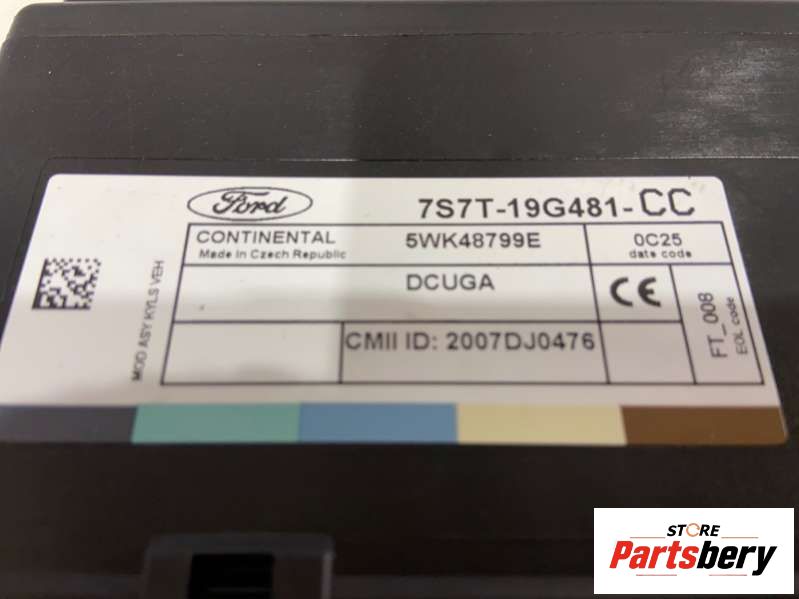 Ford 7S7T-19G481-CC
CONTINENTAL 5WK48799E 0C25
Made in Czech Republic date code
DCUGA
CMII ID: 2007DJ0476
MOD ASY KYLS VEH
FT_008
EOL code
STORE
Partsbery